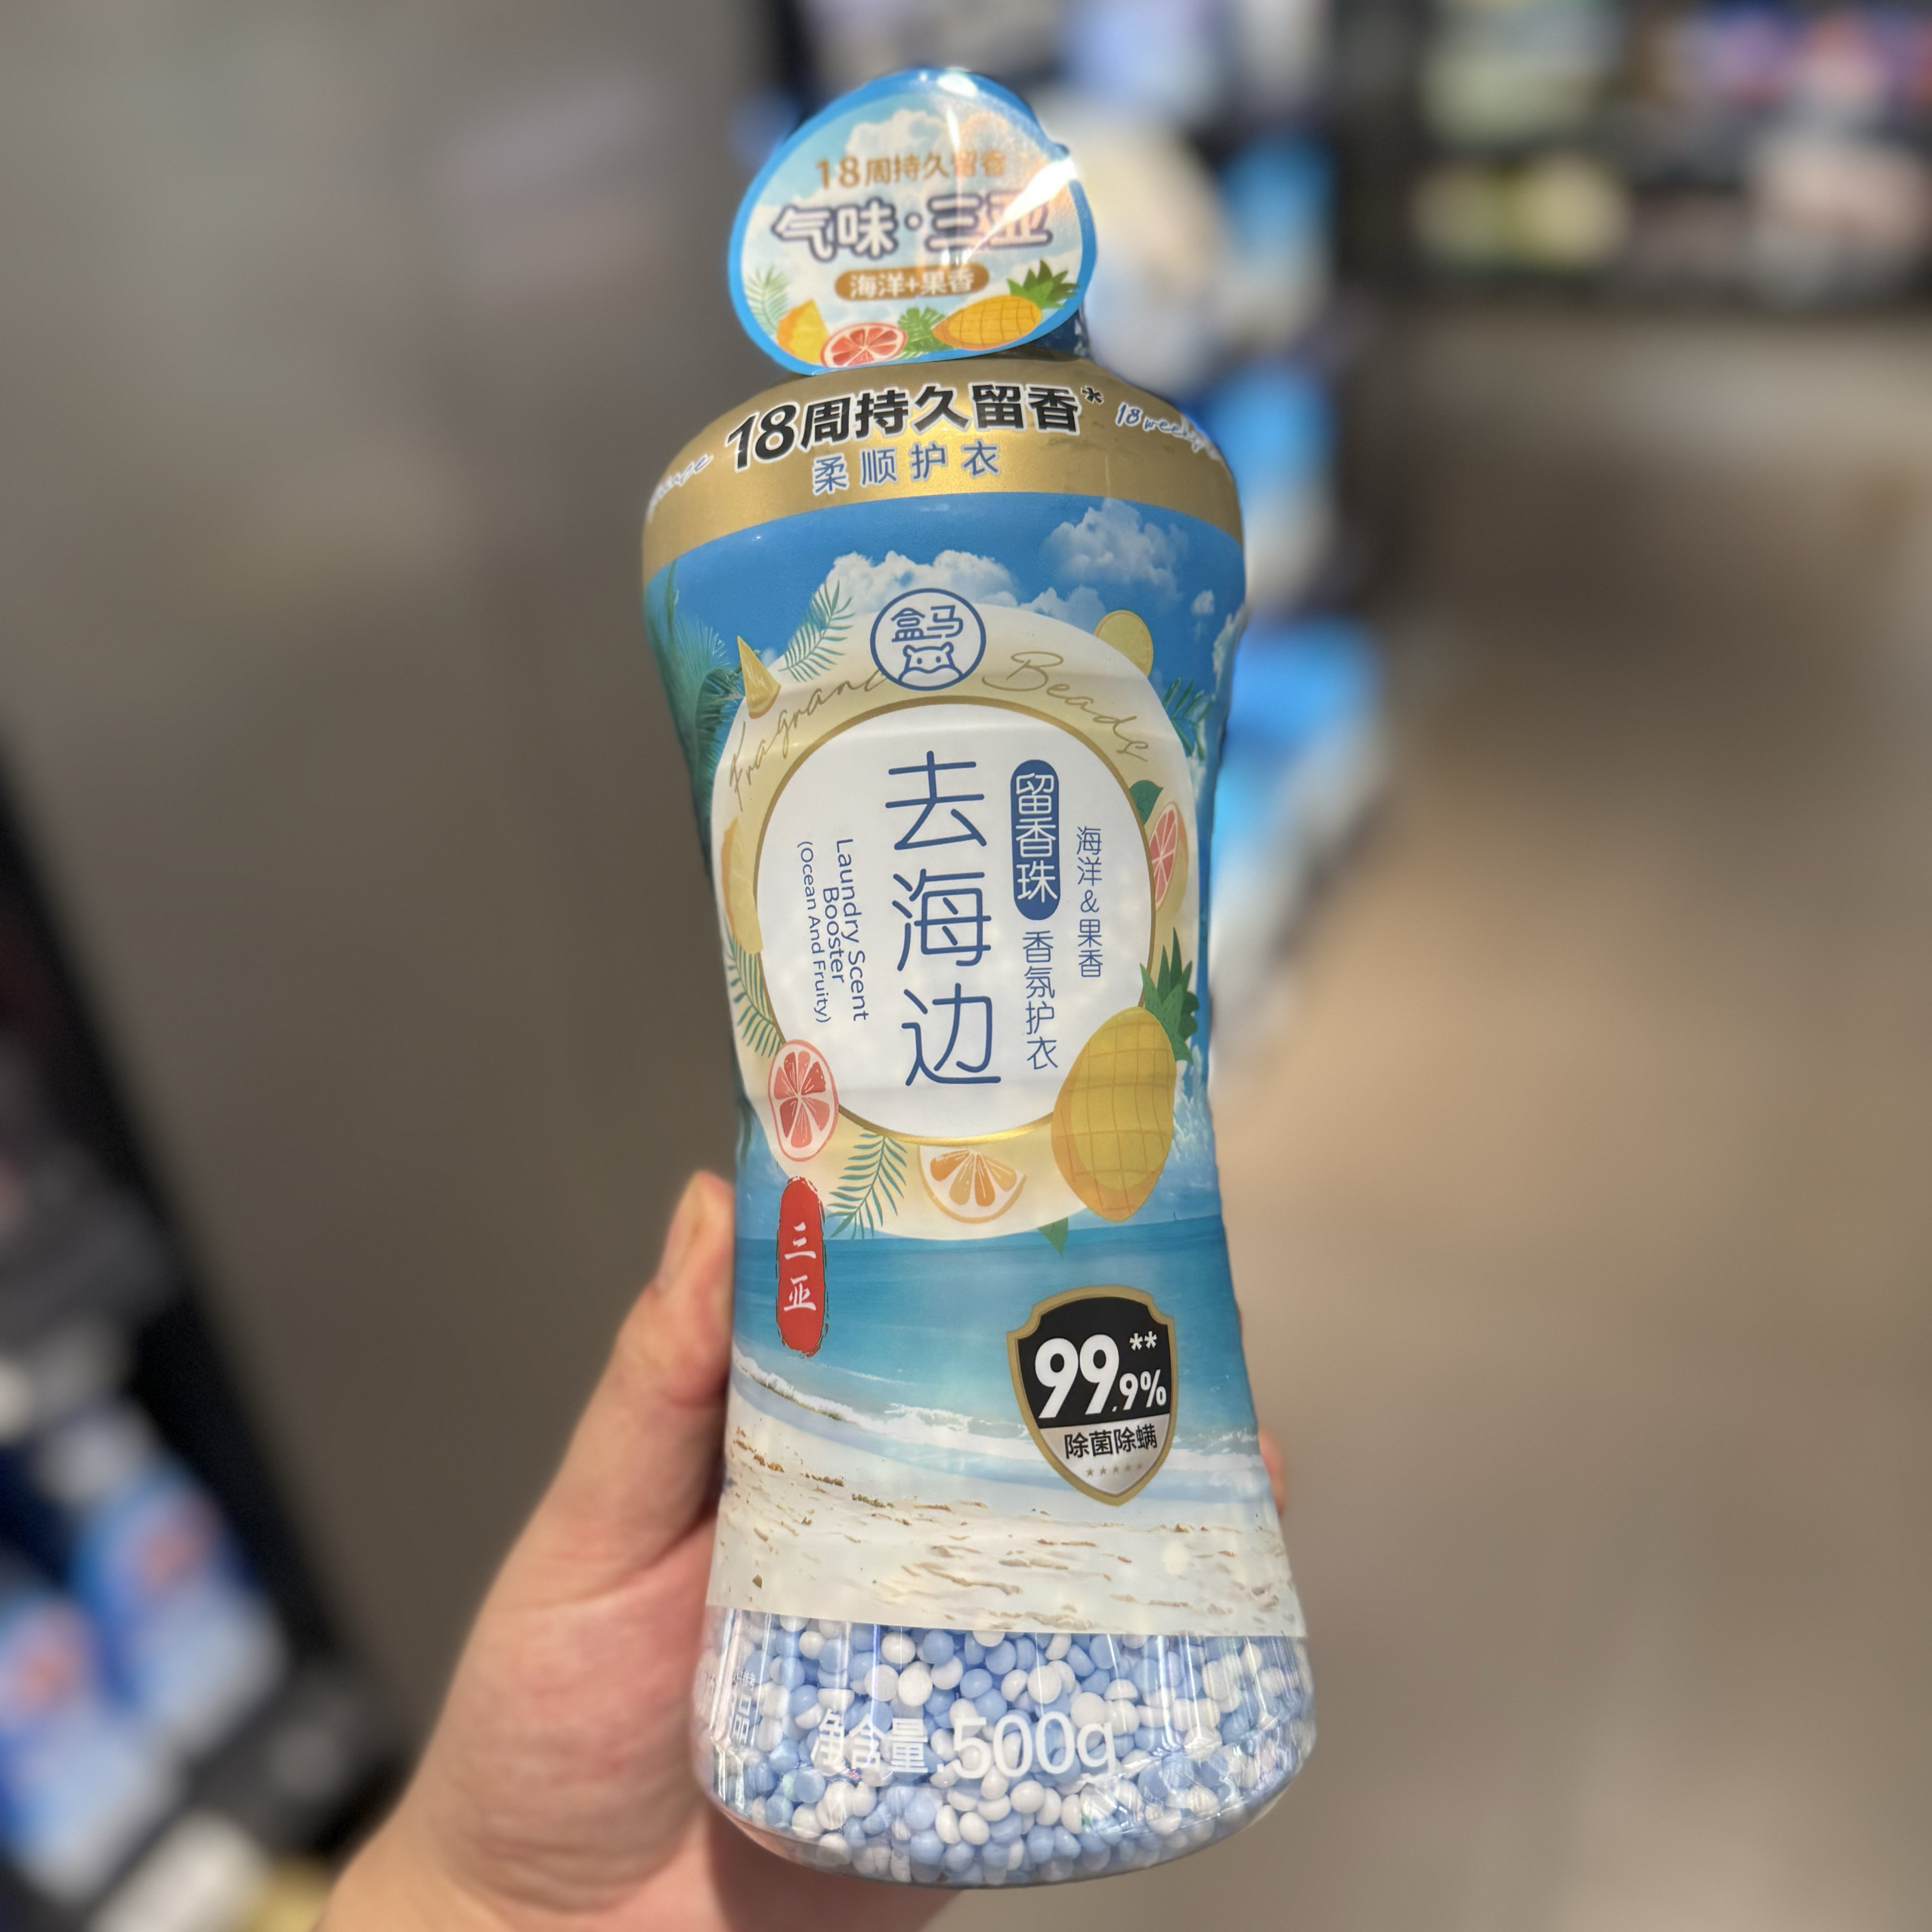 18周持久留香
气味·三亚
海洋+果香
18周持久留香*
柔顺护衣
盒马
Fragrance Beads
海洋&果香
留香珠 香氛护衣
去海边
Laundry Scent
Booster
(Ocean And Fruity)
三亚
99.9%**
除菌除螨
净含量:500g